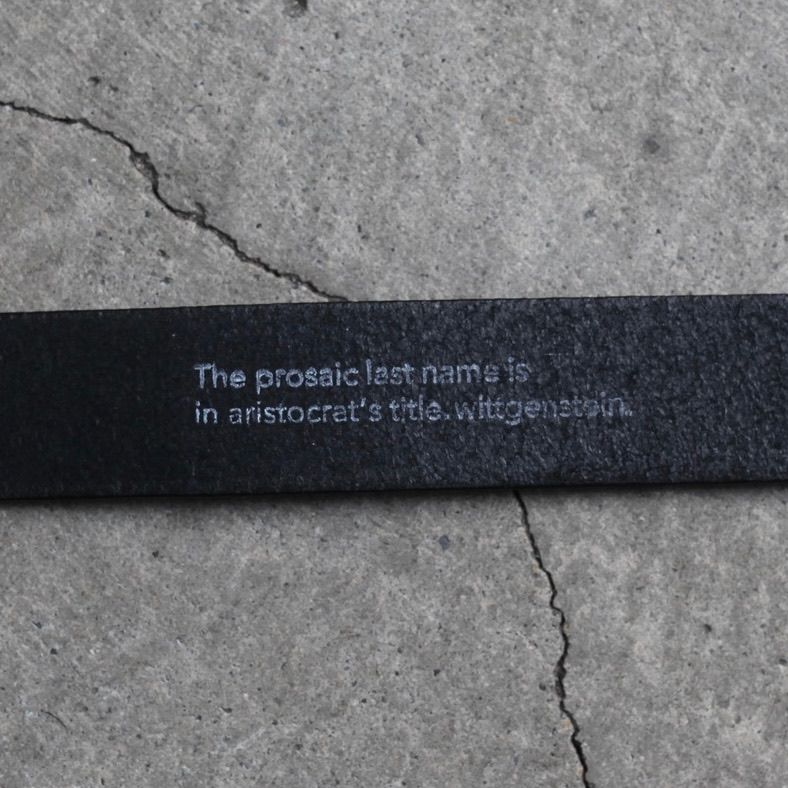 The prosaic last name is
in aristocrat's title. wittgenstein.